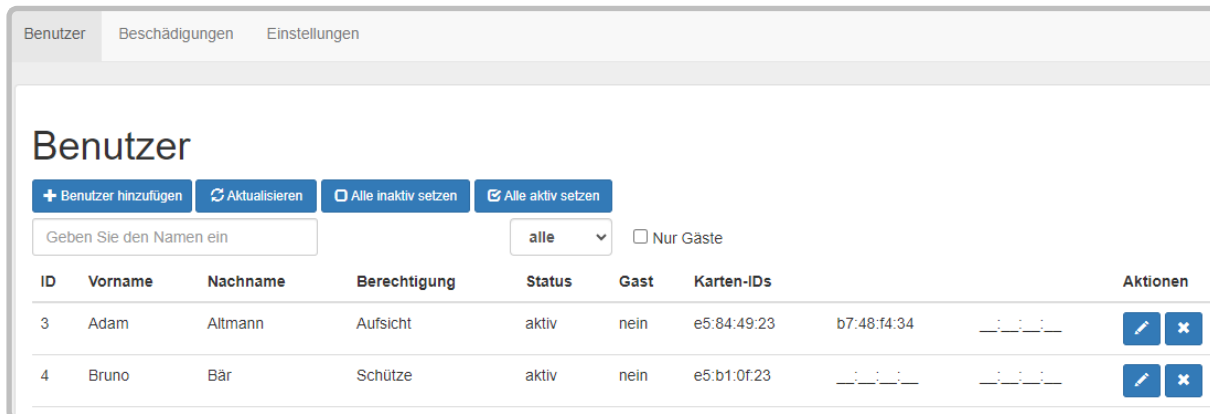 Benutzer Beschädigungen Einstellungen
Benutzer
Benutzer hinzufügen Aktualisieren Alle inaktiv setzen Alle aktiv setzen
Geben Sie den Namen ein alle Nur Gäste
ID Vorname Nachname Berechtigung Status Gast Karten-IDs Aktionen
3 Adam Altmann Aufsicht aktiv nein e5:84:49:23 b7:48:f4:34 __:__:__:__
4 Bruno Bär Schütze aktiv nein e5:b1:0f:23 __:__:__:__ __:__:__:__